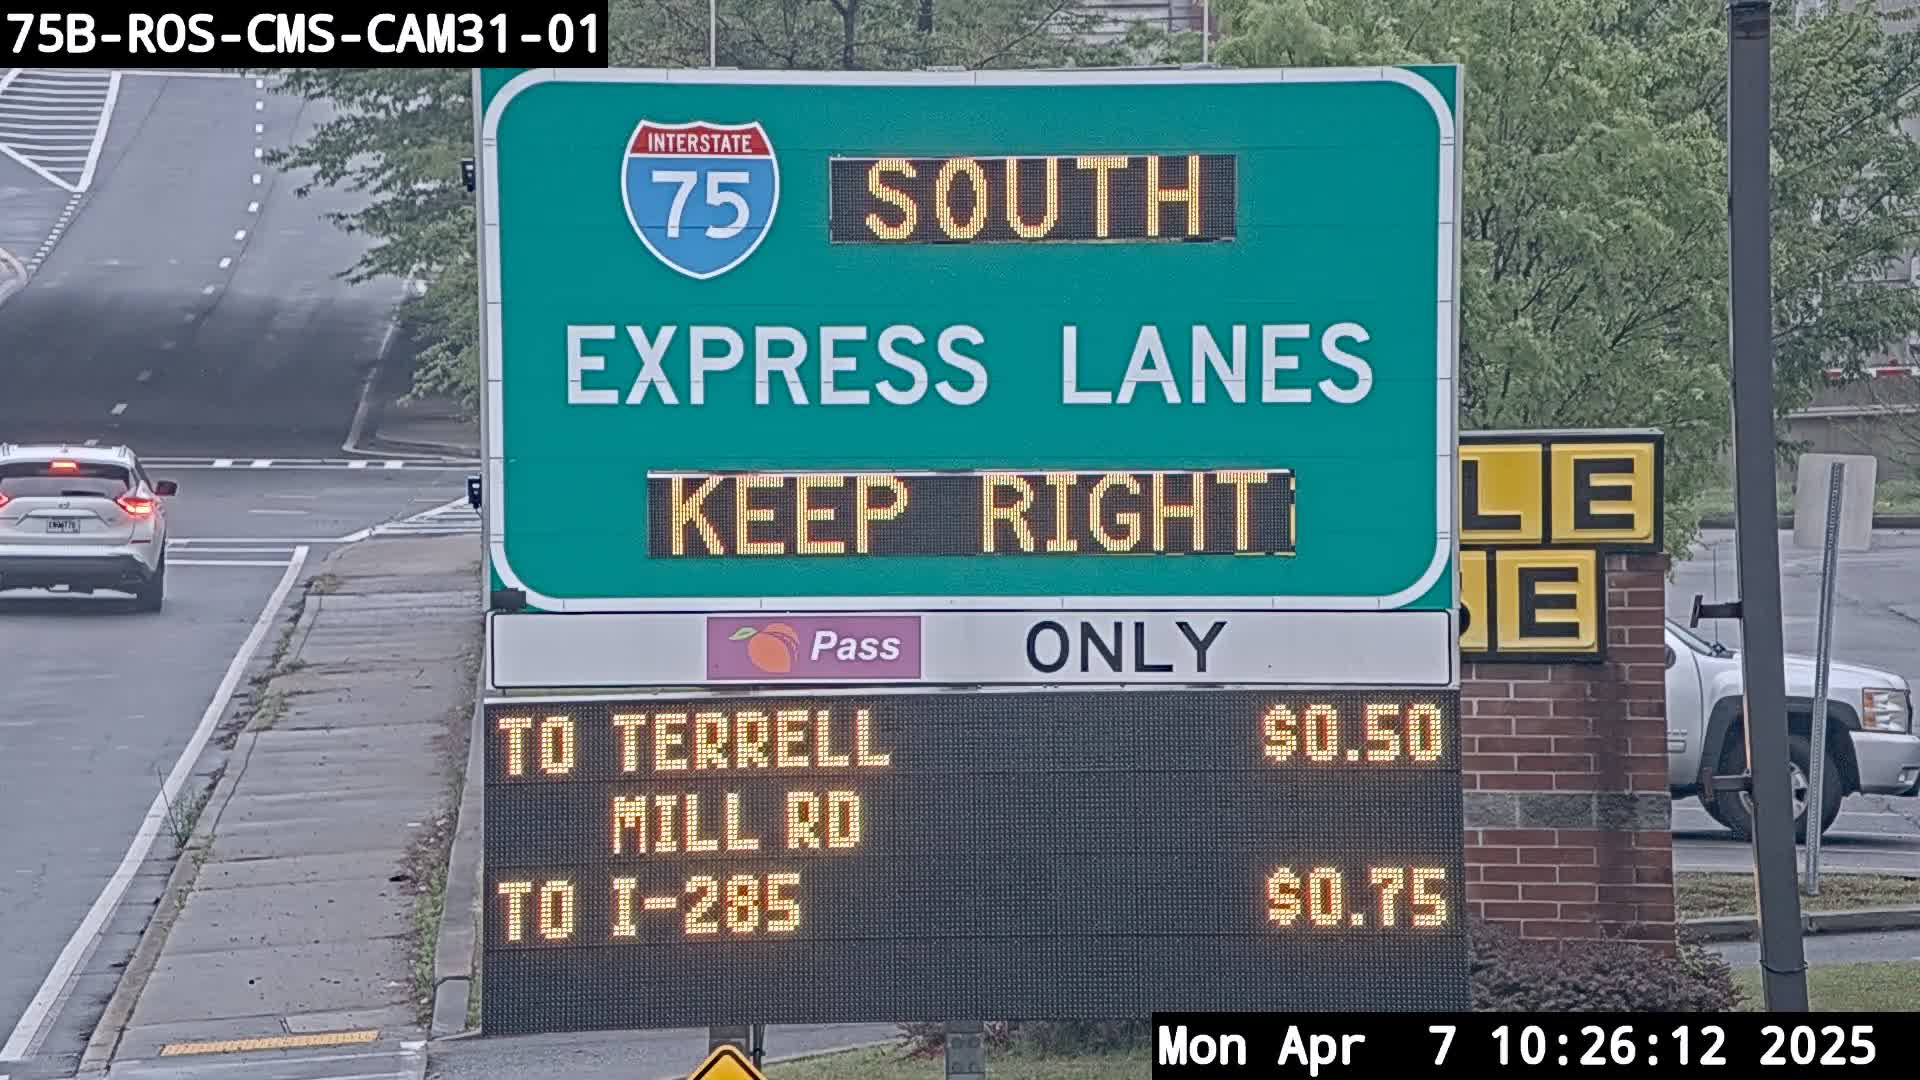 75B-ROS-CMS-CAM31-01
INTERSTATE
75
SOUTH
EXPRESS LANES
KEEP RIGHT
Pass ONLY
TO TERRELL $0.50
MILL RD
TO I-285 $0.75
LE
E
Mon Apr 7 10:26:12 2025